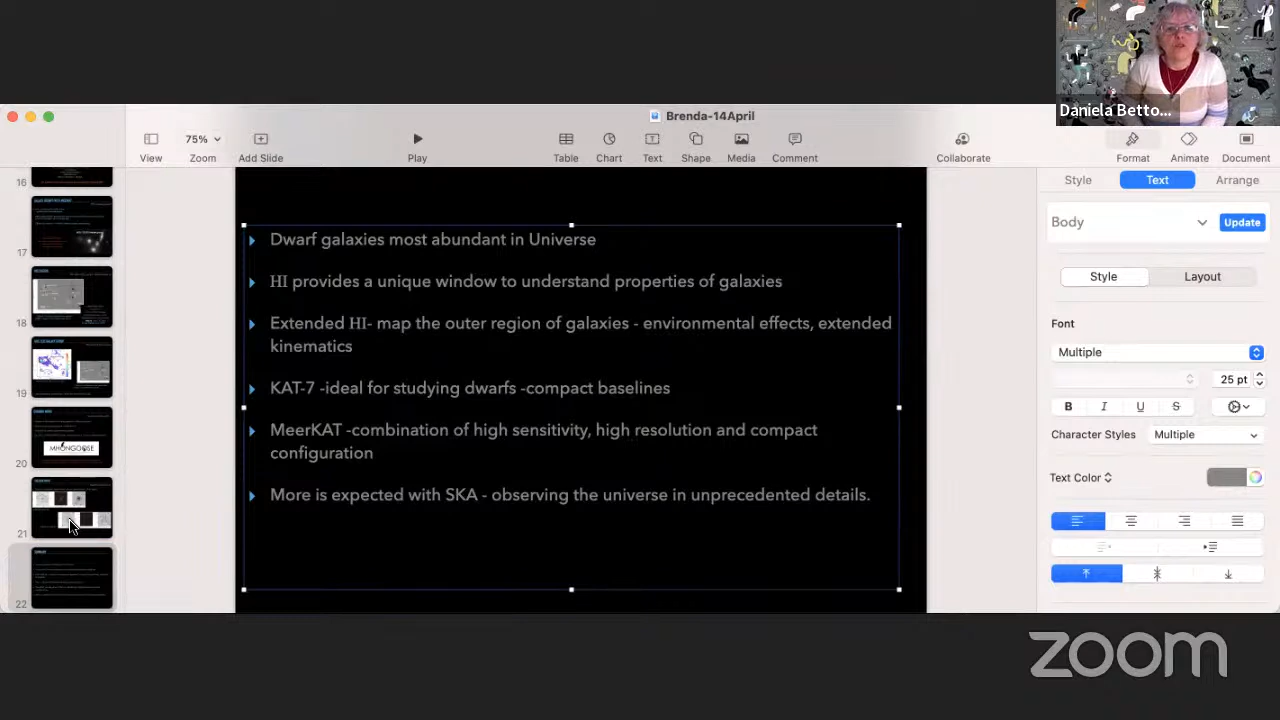 Daniela Betto...
Brenda-14April
75%
View
Zoom
Add Slide
Play
Table
Chart
Text
Shape
Media
Comment
Collaborate
Format
Animate
Document
16
17
18
19
20
MHONGOOSE
21
22
Dwarf galaxies most abundant in Universe
HI provides a unique window to understand properties of galaxies
Extended HI- map the outer region of galaxies - environmental effects, extended
kinematics
KAT-7 -ideal for studying dwarfs -compact baselines
MeerKAT -combination of high sensitivity, high resolution and compact
configuration
More is expected with SKA - observing the universe in unprecedented details.
Style
Text
Arrange
Body
Update
Style
Layout
Font
Multiple
25 pt
B I U S
Character Styles
Multiple
Text Color
zoom